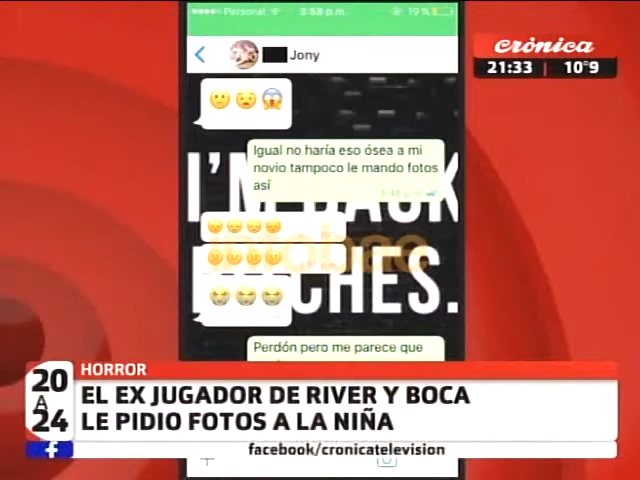 Personal
3:58 p.m.
19 %
crónica
Jony
21:33 | 10°9
Igual no haría eso ósea a mi
novio tampoco le mando fotos
así
I'M BACK
infobae
Perdón pero me parece que
HORROR
20
A
24
EL EX JUGADOR DE RIVER Y BOCA
LE PIDIO FOTOS A LA NIÑA
facebook/cronicatelevision